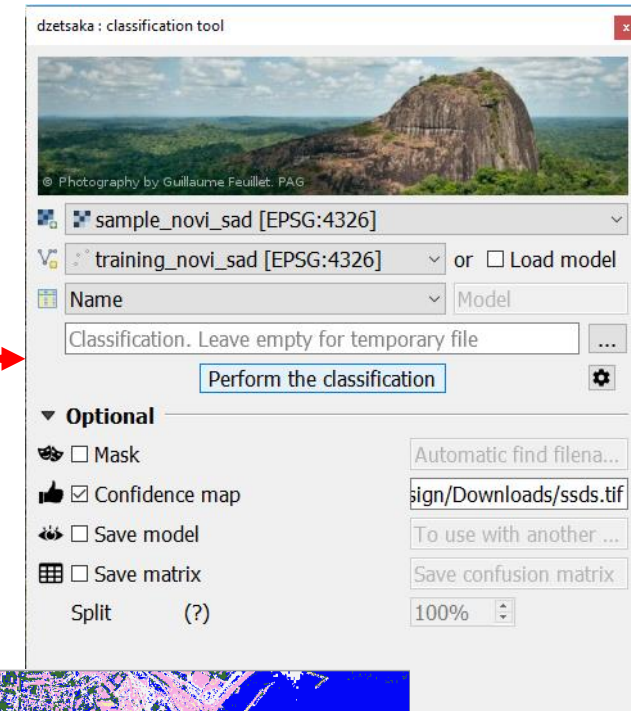 dzetsaka : classification tool
x
© Photography by Guillaume Feuillet. PAG
sample_novi_sad [EPSG:4326]
training_novi_sad [EPSG:4326] or Load model
Name Model
Classification. Leave empty for temporary file ...
Perform the classification
Optional
Mask Automatic find filena...
Confidence map sign/Downloads/ssds.tif
Save model To use with another ...
Save matrix Save confusion matrix
Split (?) 100%